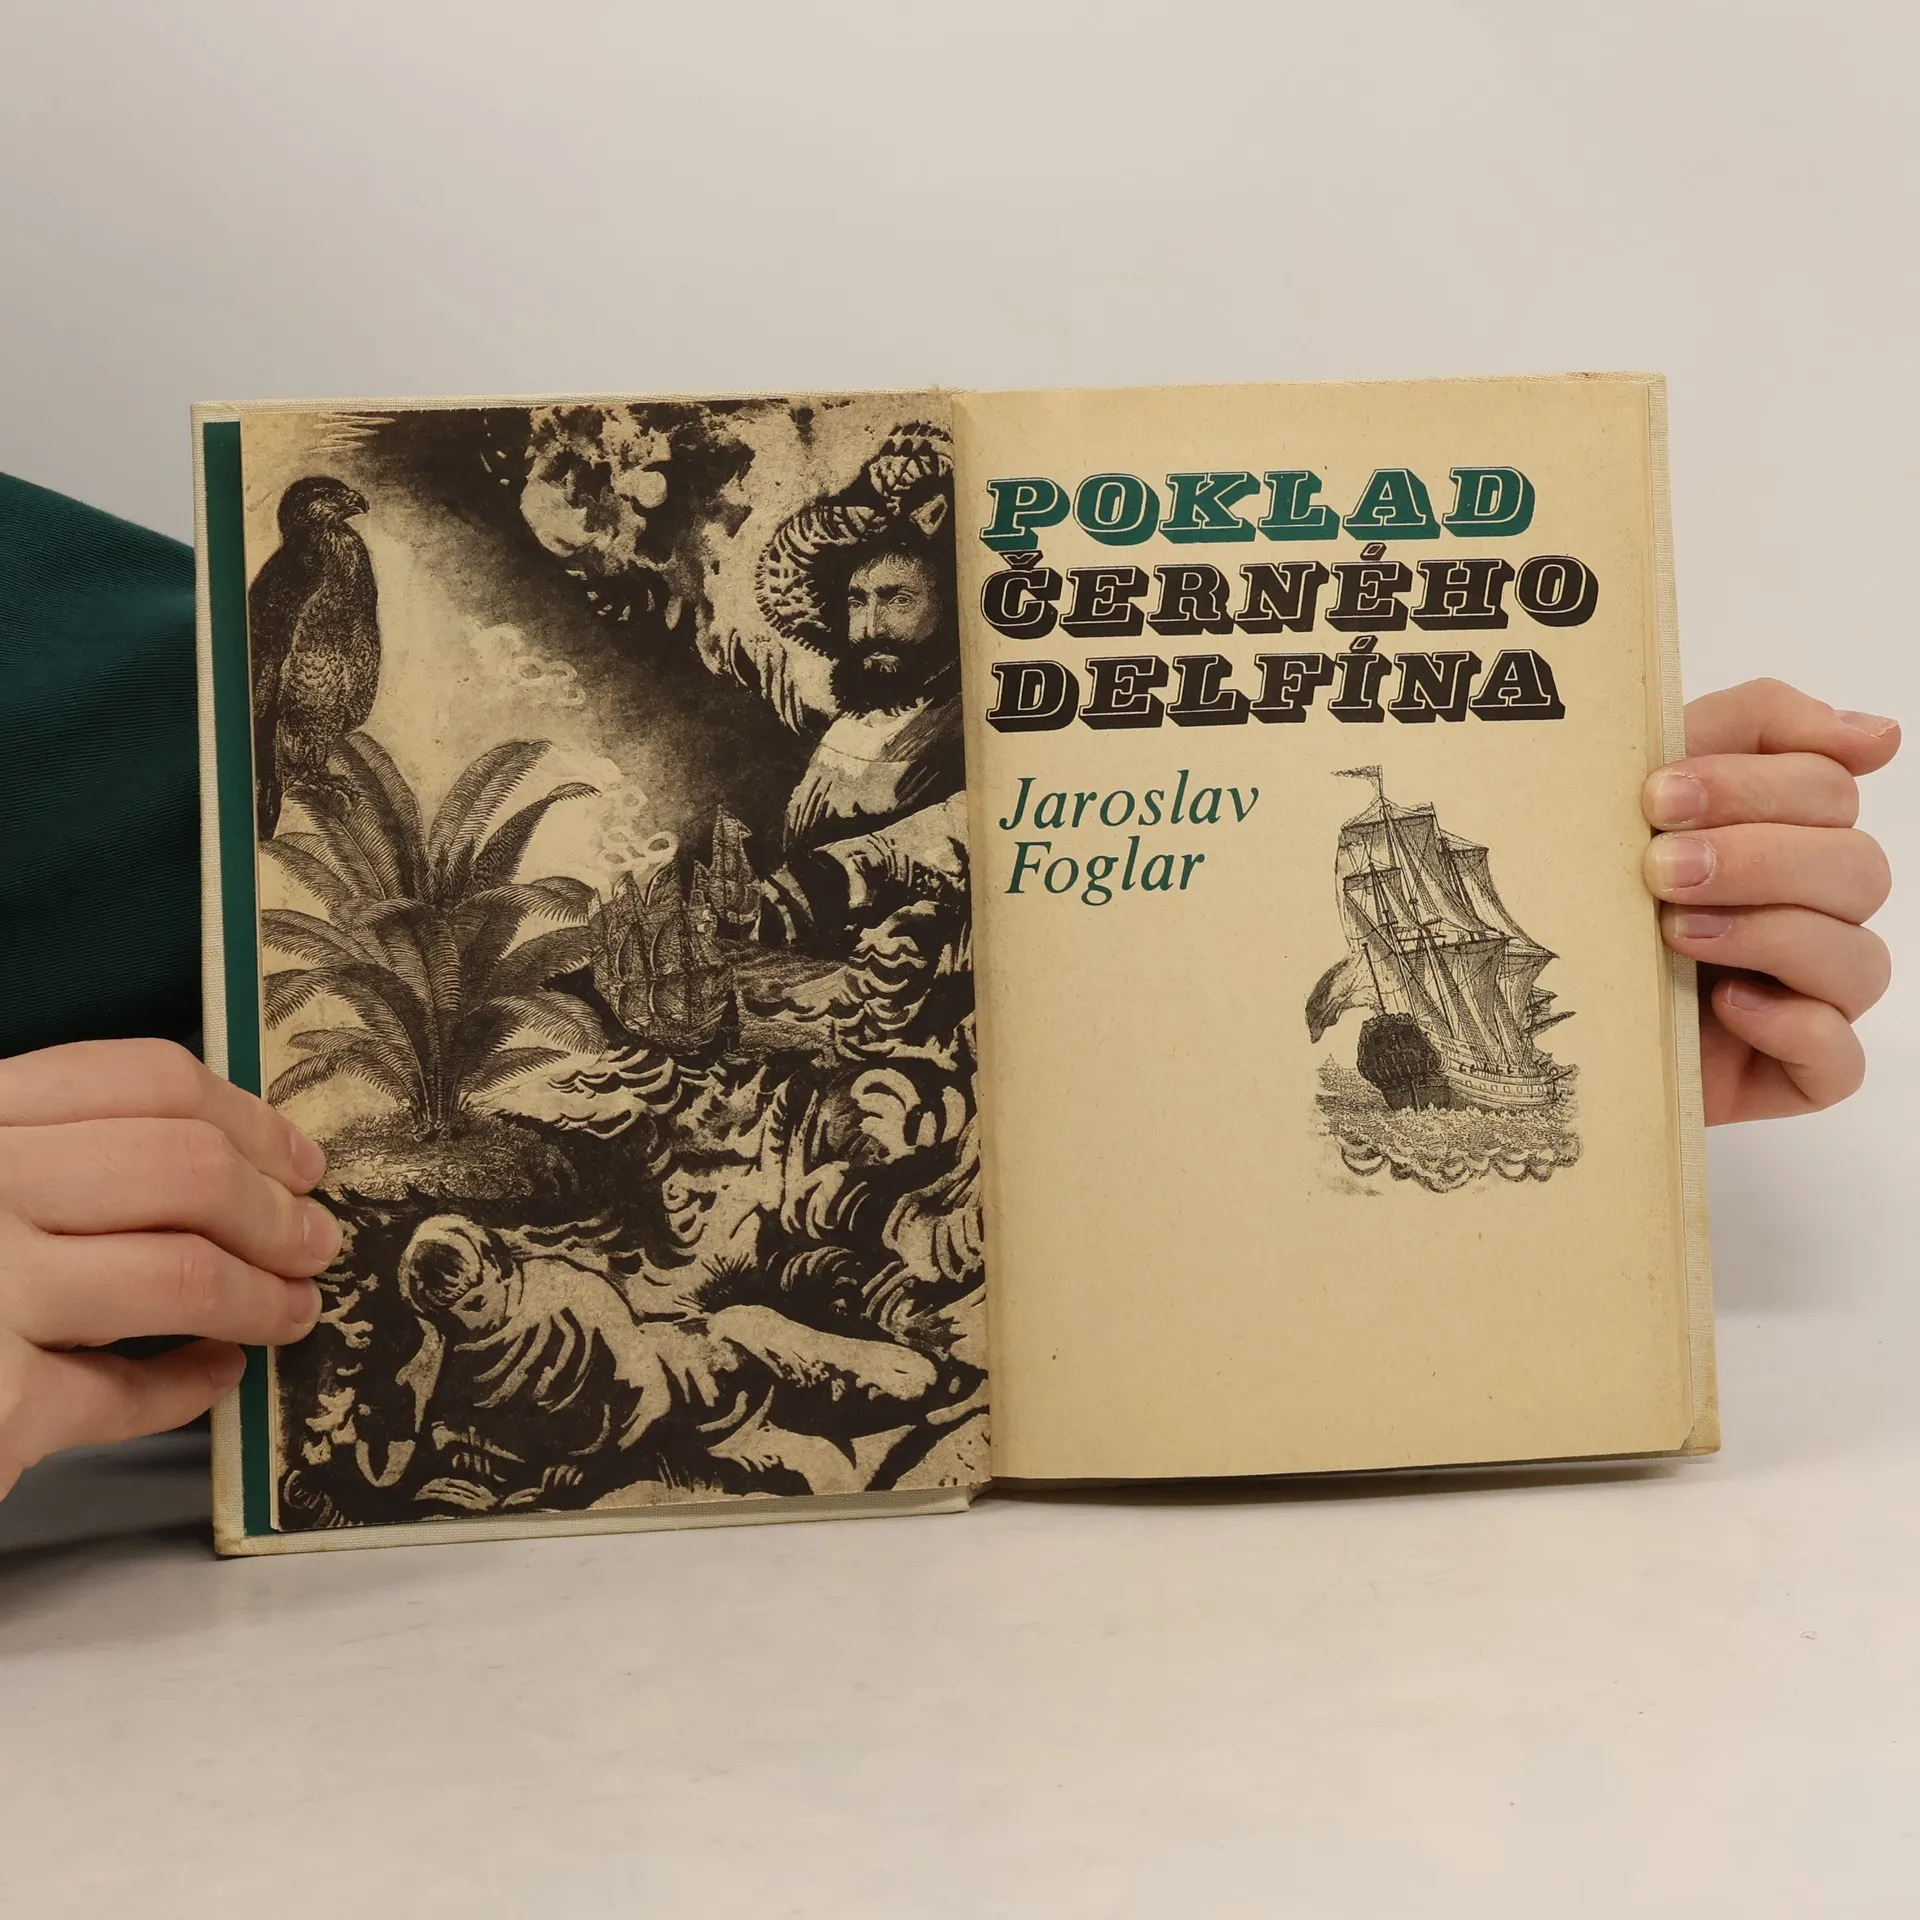 POKLAD
ČERNÉHO
DELFÍNA
Jaroslav
Foglar